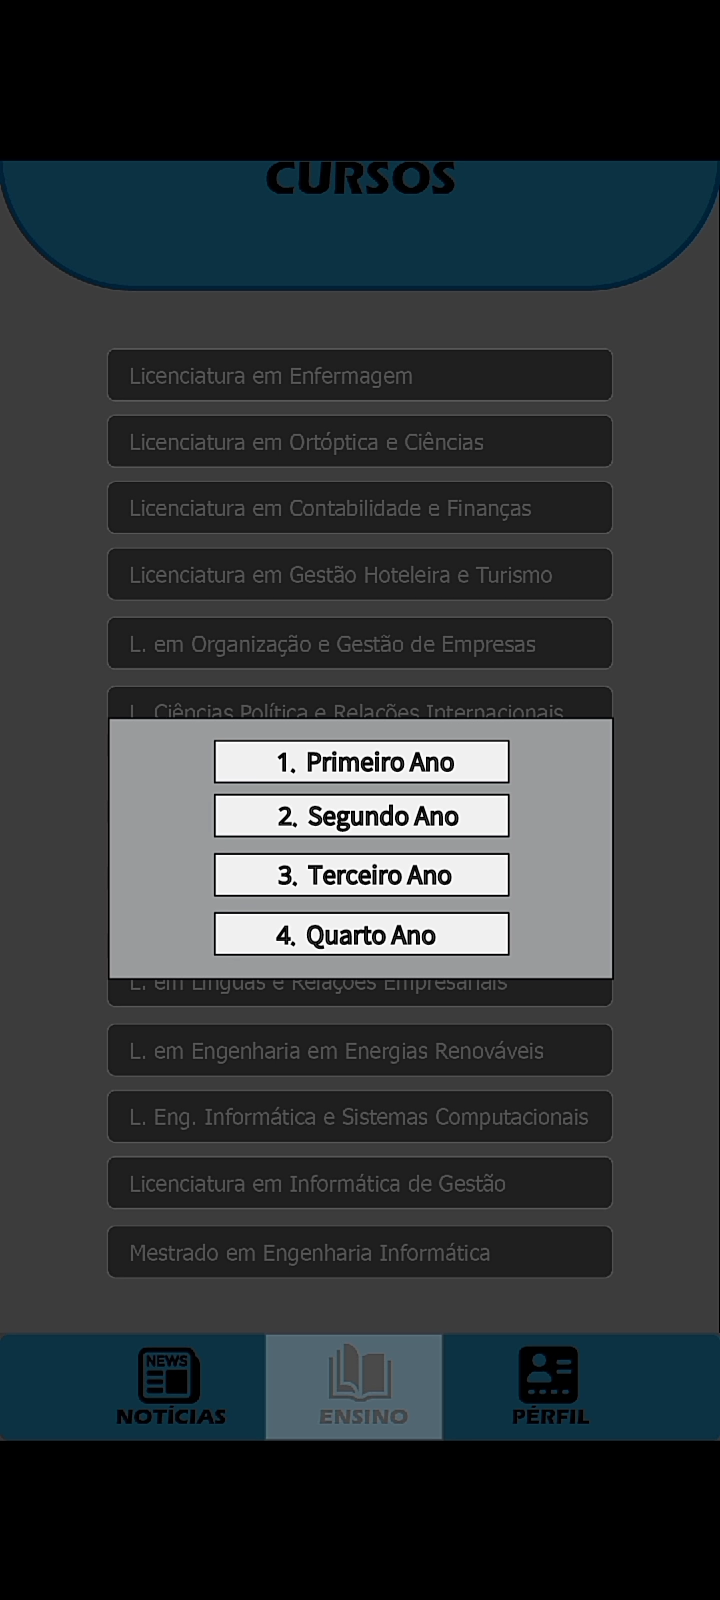 CURSOS
Licenciatura em Enfermagem
Licenciatura em Ortóptica e Ciências
Licenciatura em Contabilidade e Finanças
Licenciatura em Gestão Hoteleira e Turismo
L. em Organização e Gestão de Empresas
L. Ciências Política e Relações Internacionais
1. Primeiro Ano
2. Segundo Ano
3. Terceiro Ano
4. Quarto Ano
L. em Línguas e Relações Empresariais
L. em Engenharia em Energias Renováveis
L. Eng. Informática e Sistemas Computacionais
Licenciatura em Informática de Gestão
Mestrado em Engenharia Informática
NEWS
NOTÍCIAS
ENSINO
PÉRFIL